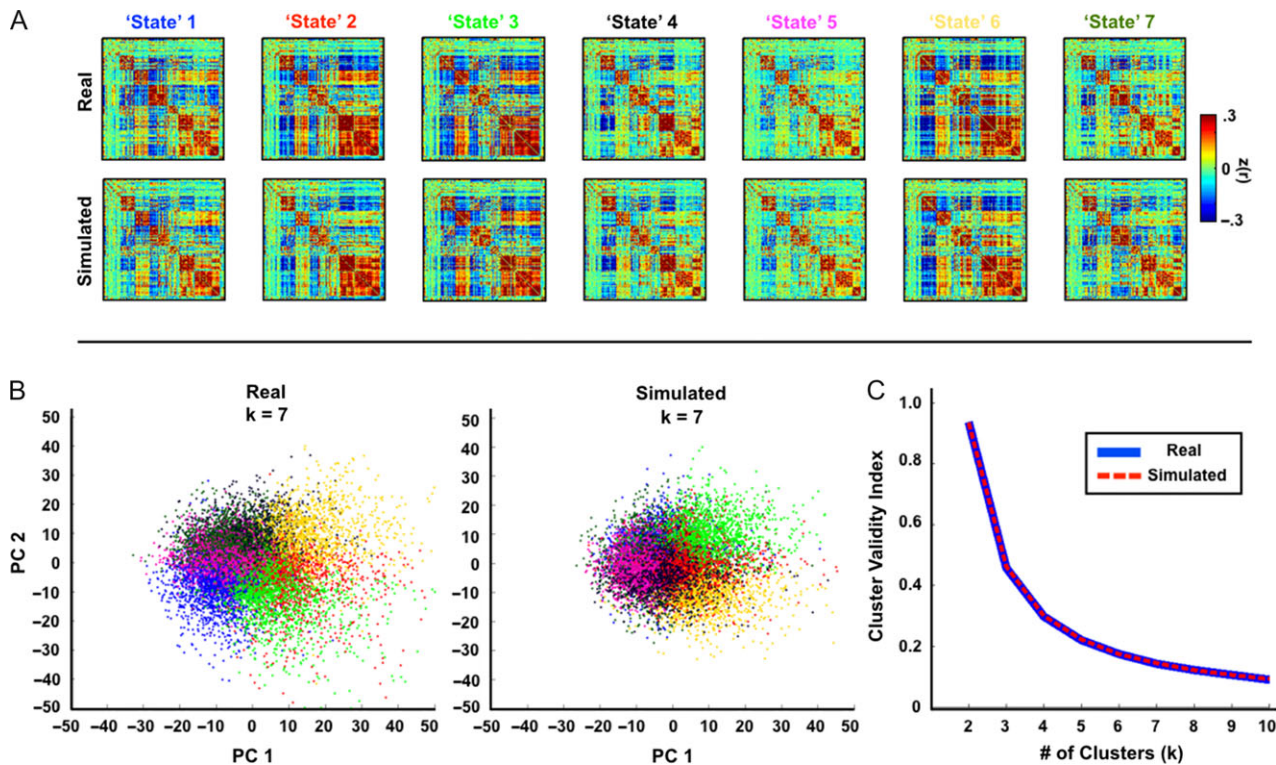 A
'State' 1 'State' 2 'State' 3 'State' 4 'State' 5 'State' 6 'State' 7
Real
Simulated
.3
0
-.3
z(r)
B
Real
k = 7
50
40
30
20
10
0
−10
−20
−30
−40
−50
PC 2
−50 −40 −30 −20 −10 0 10 20 30 40 50
PC 1
Simulated
k = 7
50
40
30
20
10
0
−10
−20
−30
−40
−50
−50 −40 −30 −20 −10 0 10 20 30 40 50
PC 1
C
1.0
0.8
0.6
0.4
0.2
0
Cluster Validity Index
Real
Simulated
2 3 4 5 6 7 8 9 10
# of Clusters (k)